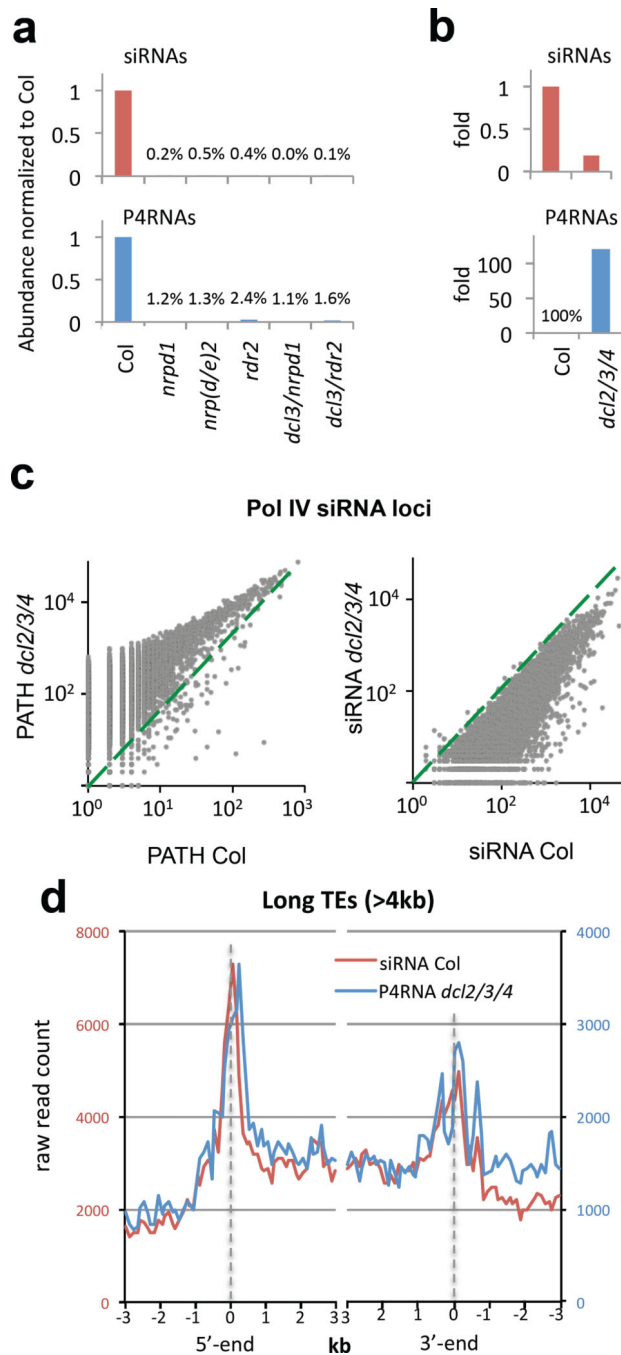 a
siRNAs
Abundance normalized to Col
1
0.5
0
0.2% 0.5% 0.4% 0.0% 0.1%
P4RNAs
1
0.5
0
1.2% 1.3% 2.4% 1.1% 1.6%
Col
nrpd1
nrp(d/e)2
rdr2
dcl3/nrpd1
dcl3/rdr2
b
siRNAs
fold
1
0.5
0
P4RNAs
fold
100
50
0
100%
Col
dcl2/3/4
c
Pol IV siRNA loci
PATH dcl2/3/4
10^4
10^2
10^0 10^1 10^2 10^3
PATH Col
siRNA dcl2/3/4
10^4
10^2
10^0 10^2 10^4
siRNA Col
d
Long TEs (>4kb)
raw read count
8000
6000
4000
2000
0
siRNA Col
P4RNA dcl2/3/4
4000
3000
2000
1000
0
-3 -2 -1 0 1 2 3 3 2 1 0 -1 -2 -3
5'-end kb 3'-end